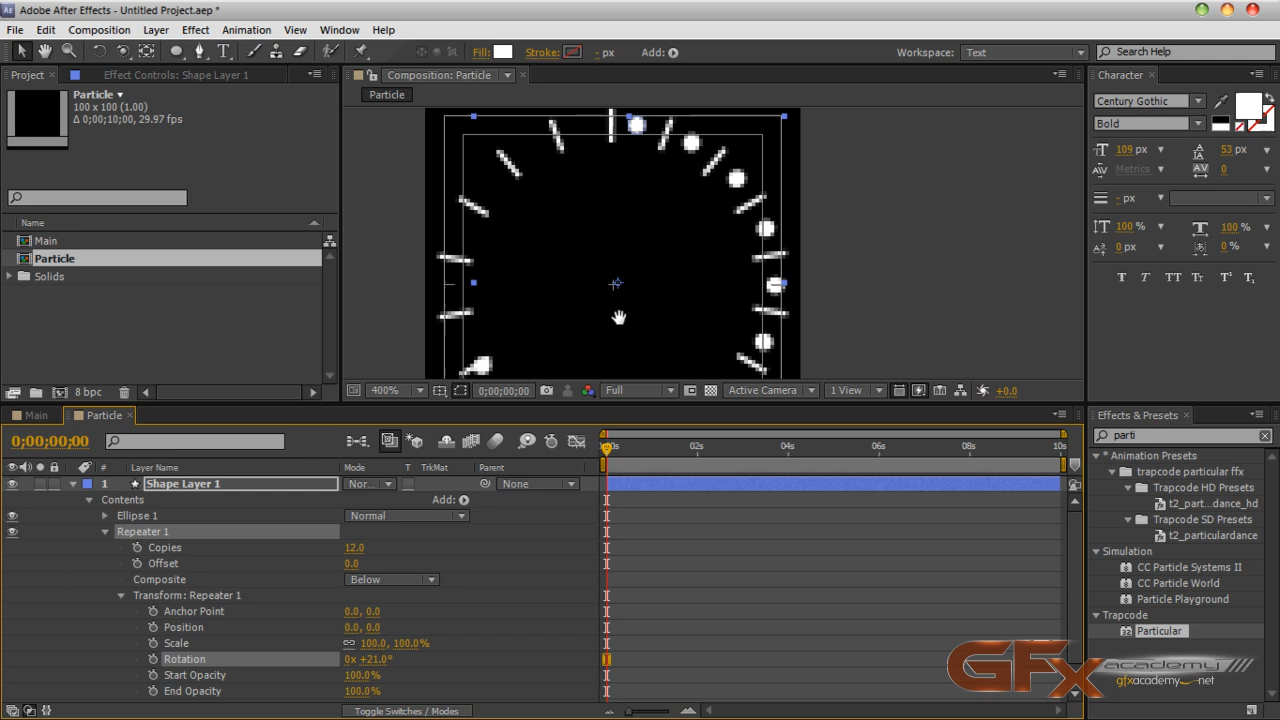 Adobe After Effects - Untitled Project.aep *
File Edit Composition Layer Effect Animation View Window Help
Fill: Stroke: - px Add: Workspace: Text Search Help
Project Effect Controls: Shape Layer 1 Composition: Particle Character
Particle
100 x 100 (1.00)
Δ 0;00;10;00, 29.97 fps
Particle
Century Gothic
Bold
109 px 53 px
Metrics 0
- px
100 % 100 %
0 px 0 %
T T TT Tт T¹ T₁
Name
Main
Particle
Solids
8 bpc
400% 0;00;00;00 Full Active Camera 1 View +0.0
Main Particle
0;00;00;00
:00s 02s 04s 06s 08s 10s
# Layer Name Mode T TrkMat Parent
1 Shape Layer 1 Nor... None
Contents Add:
Ellipse 1 Normal
Repeater 1
Copies 12.0
Offset 0.0
Composite Below
Transform: Repeater 1
Anchor Point 0.0, 0.0
Position 0.0, 0.0
Scale 100.0, 100.0%
Rotation 0x +21.0°
Start Opacity 100.0%
End Opacity 100.0%
Toggle Switches / Modes
Effects & Presets
parti
* Animation Presets
trapcode particular ffx
Trapcode HD Presets
t2_part...dance_hd
Trapcode SD Presets
t2_particulardance
Simulation
CC Particle Systems II
CC Particle World
Particle Playground
Trapcode
Particular
GFx academy
gfxacademy.net